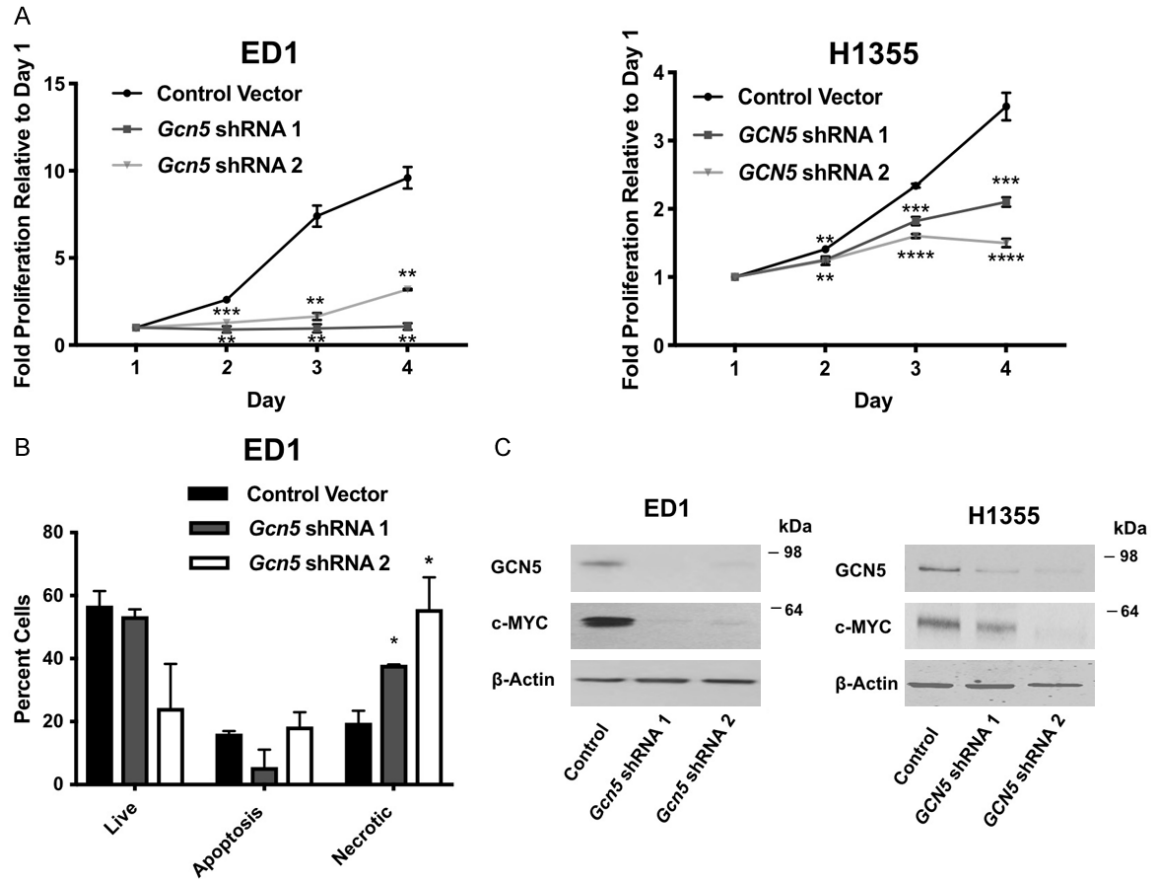 A
ED1
Fold Proliferation Relative to Day 1
15
10
5
0
Control Vector
Gcn5 shRNA 1
Gcn5 shRNA 2
***
**
**
**
**
**
1 2 3 4
Day
H1355
Fold Proliferation Relative to Day 1
4
3
2
1
0
Control Vector
GCN5 shRNA 1
GCN5 shRNA 2
**
***
***
**
****
****
1 2 3 4
Day
B
ED1
Control Vector
Gcn5 shRNA 1
Gcn5 shRNA 2
Percent Cells
80
60
40
20
0
*
*
Live
Apoptosis
Necrotic
C
ED1
kDa
GCN5
– 98
c-MYC
– 64
β-Actin
Control
Gcn5 shRNA 1
Gcn5 shRNA 2
H1355
kDa
GCN5
– 98
c-MYC
– 64
β-Actin
Control
GCN5 shRNA 1
GCN5 shRNA 2